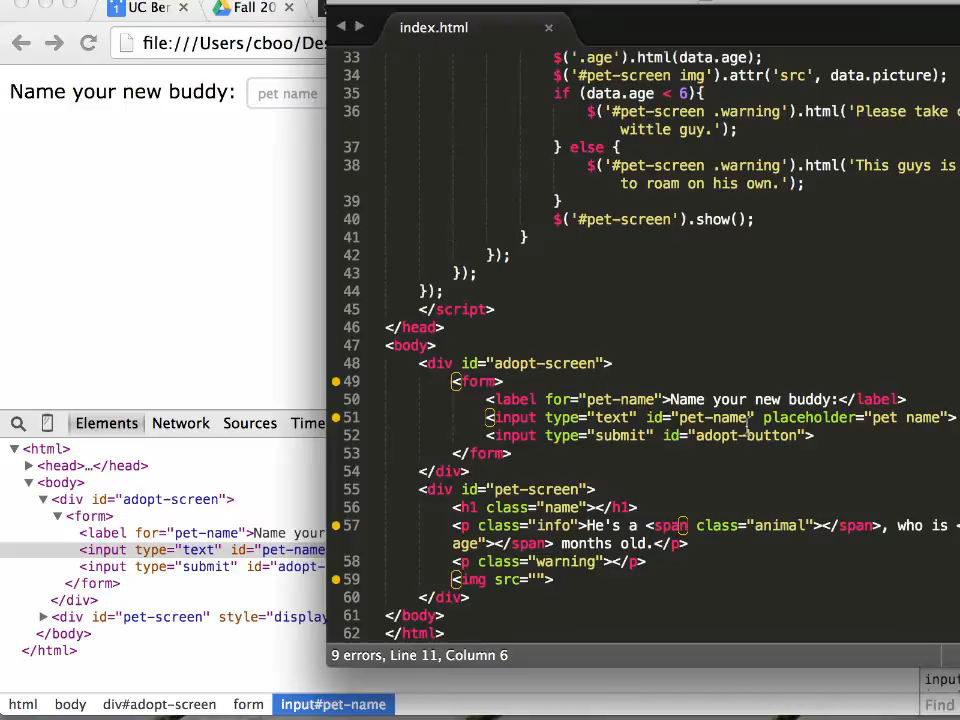 UC Ber
Fall 20
file:///Users/cboo/Des
Name your new buddy:
pet name
Elements
Network
Sources
Time
<html>
<head>…</head>
<body>
<div id="adopt-screen">
<form>
<label for="pet-name">Name your
<input type="text" id="pet-name
<input type="submit" id="adopt-
</form>
</div>
<div id="pet-screen" style="display
</body>
</html>
html
body
div#adopt-screen
form
input#pet-name
index.html
33 $('.age').html(data.age);
34 $('#pet-screen img').attr('src', data.picture);
35 if (data.age < 6){
36 $('#pet-screen .warning').html('Please take
wittle guy.');
37 } else {
38 $('#pet-screen .warning').html('This guys is
to roam on his own.');
39 }
40 $('#pet-screen').show();
41 }
42 });
43 });
44 });
45 </script>
46 </head>
47 <body>
48 <div id="adopt-screen">
49 <form>
50 <label for="pet-name">Name your new buddy:</label>
51 <input type="text" id="pet-name" placeholder="pet name">
52 <input type="submit" id="adopt-button">
53 </form>
54 </div>
55 <div id="pet-screen">
56 <h1 class="name"></h1>
57 <p class="info">He's a <span class="animal"></span>, who is <
age"></span> months old.</p>
58 <p class="warning"></p>
59 <img src="">
60 </div>
61 </body>
62 </html>
9 errors, Line 11, Column 6
input
Find